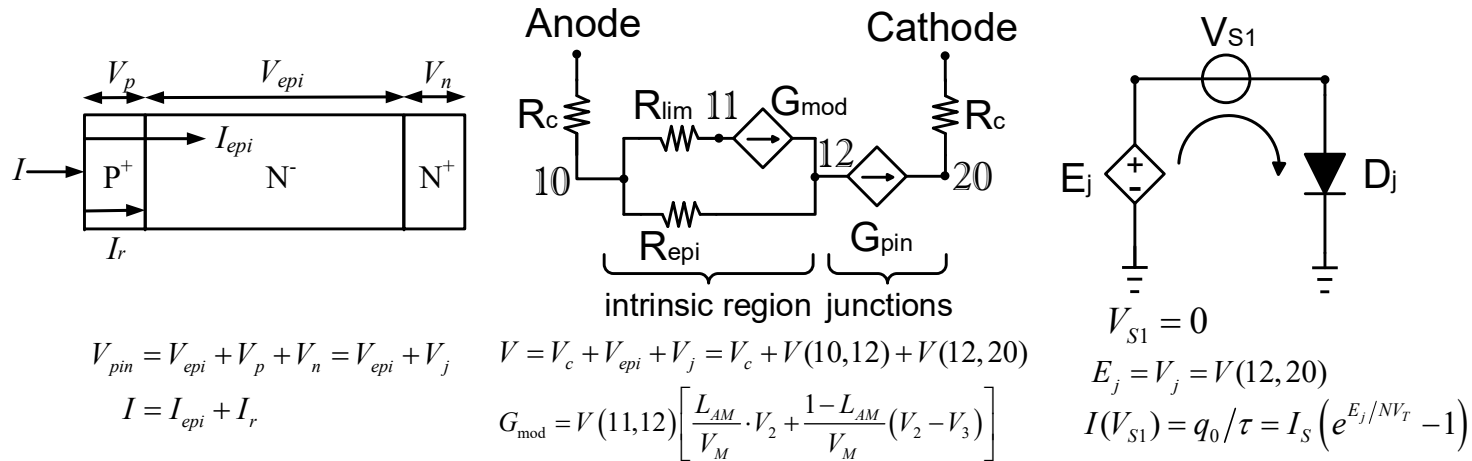 V_p V_epi V_n
I_epi
I P⁺ N⁻ N⁺
I_r
V_pin = V_epi + V_p + V_n = V_epi + V_j
I = I_epi + I_r
Anode Cathode
R_c R_lim 11 G_mod R_c
10 12 20
R_epi G_pin
intrinsic region junctions
V = V_c + V_epi + V_j = V_c + V(10,12) + V(12,20)
G_mod = V(11,12)[L_AM/V_M · V_2 + (1 − L_AM)/V_M (V_2 − V_3)]
V_S1
E_j + - D_j
V_S1 = 0
E_j = V_j = V(12,20)
I(V_S1) = q_0/τ = I_S(e^(E_j/NV_T) − 1)